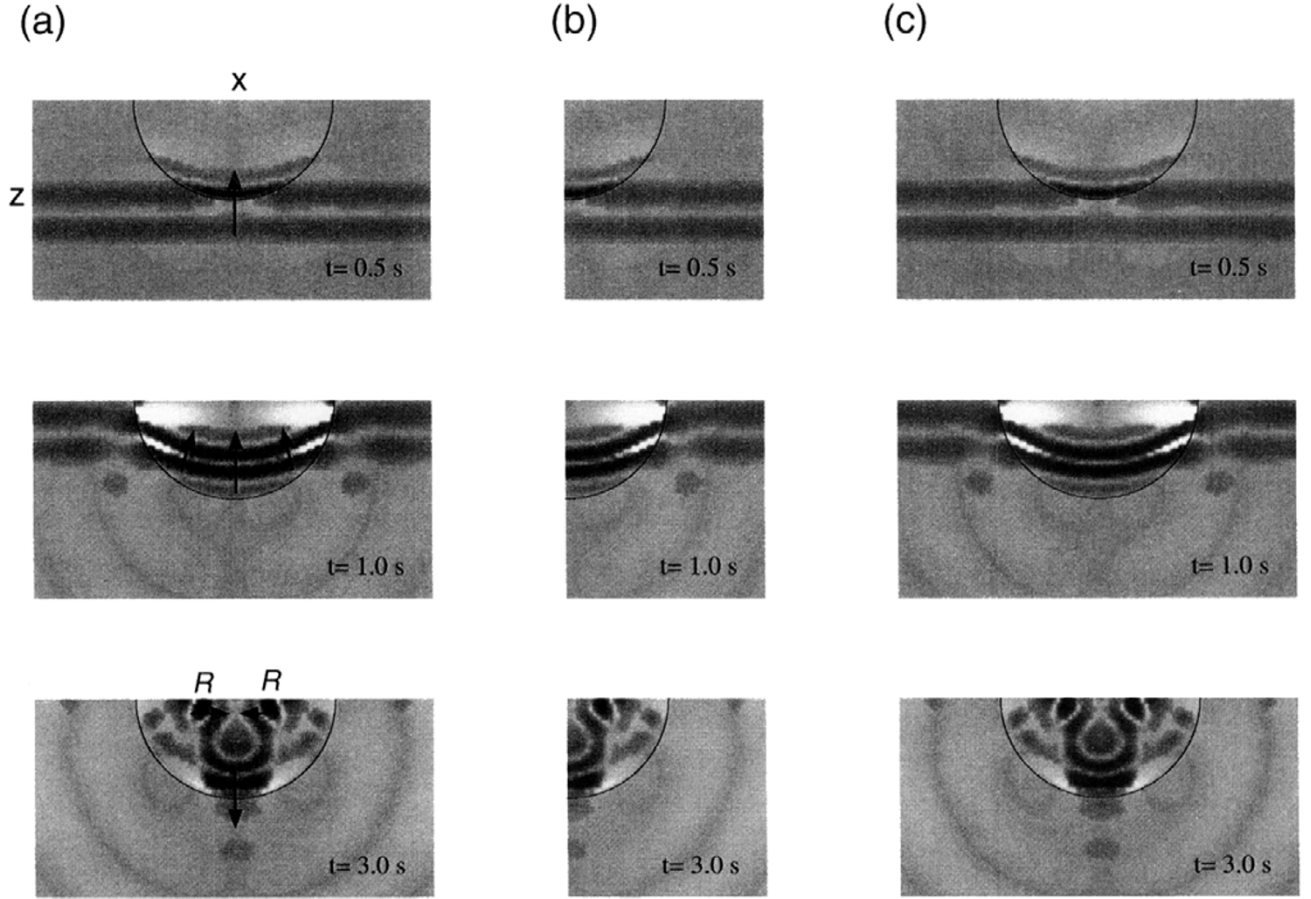 (a) (b) (c)
x
z
t= 0.5 s t= 0.5 s t= 0.5 s
t= 1.0 s t= 1.0 s t= 1.0 s
R R
t= 3.0 s t= 3.0 s t= 3.0 s